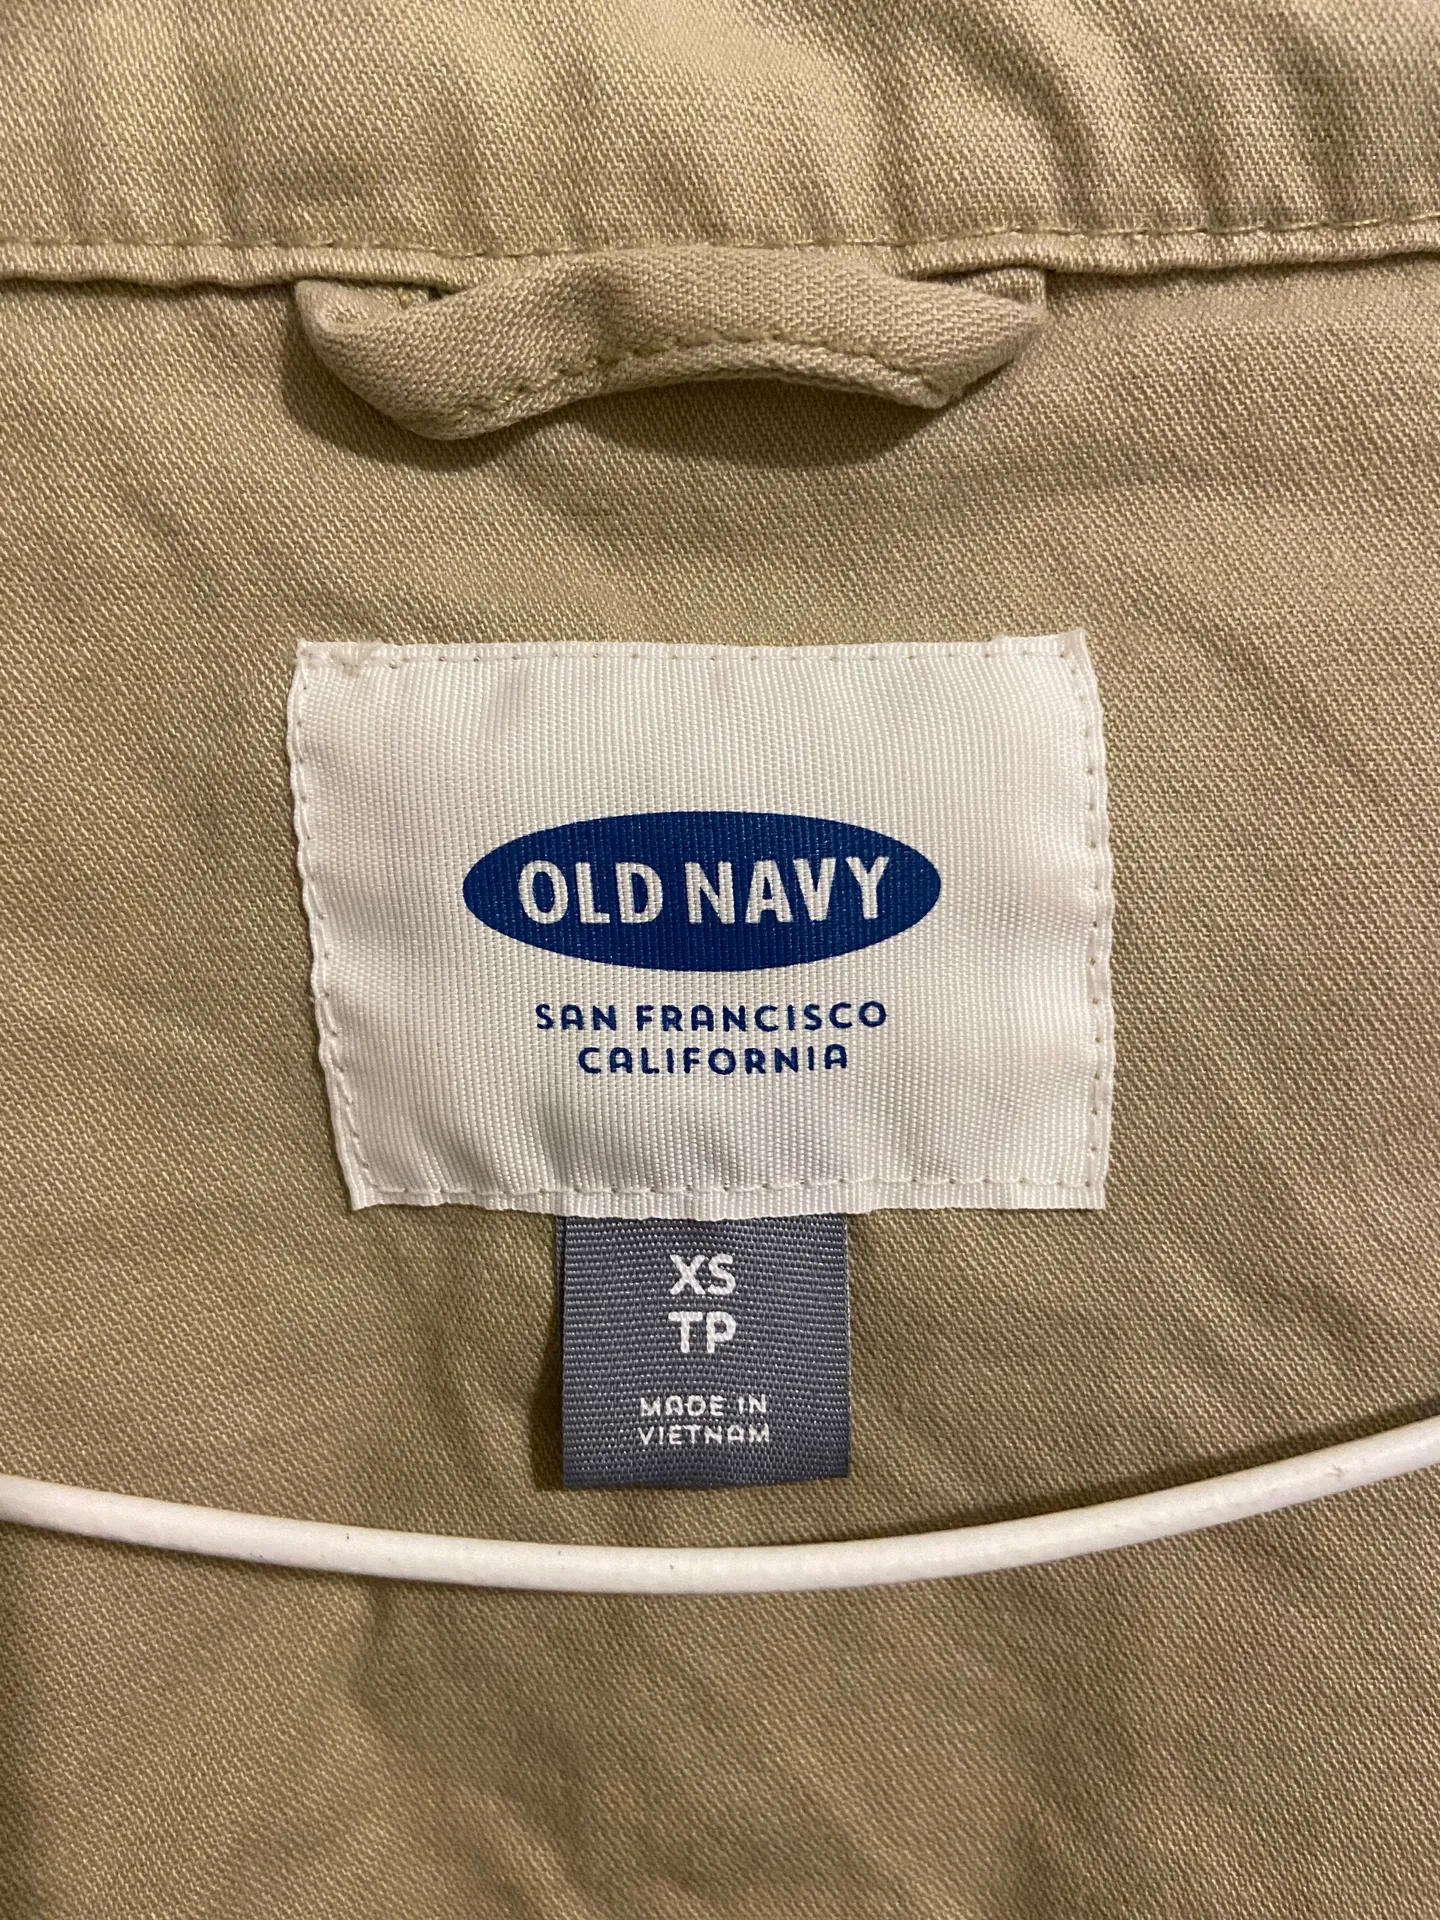 OLD NAVY
SAN FRANCISCO
CALIFORNIA
XS
TP
MADE IN
VIETNAM